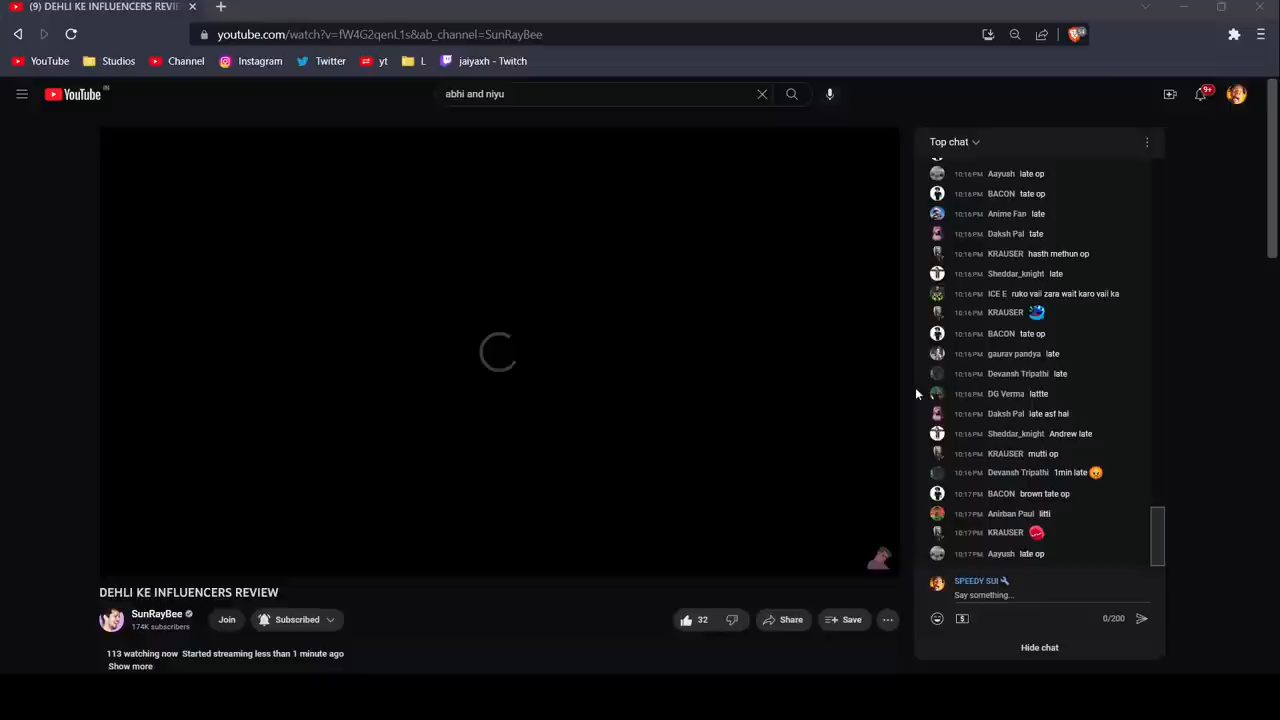 (9) DEHLI KE INFLUENCERS REVIE
youtube.com/watch?v=fW4G2qenL1s&ab_channel=SunRayBee
54
YouTube Studios Channel Instagram Twitter yt L jaiyaxh - Twitch
YouTube IN
abhi and niyu
9+
Top chat
10:16 PM Aayush late op
10:16 PM BACON tate op
10:16 PM Anime Fan late
10:16 PM Daksh Pal tate
10:16 PM KRAUSER hasth methun op
10:16 PM Sheddar_knight late
10:16 PM ICE E ruko vaii zara wait karo vaii ka
10:16 PM KRAUSER
10:16 PM BACON tate op
10:16 PM gaurav pandya late
10:16 PM Devansh Tripathi late
10:16 PM DG Verma lattte
10:16 PM Daksh Pal late asf hai
10:16 PM Sheddar_knight Andrew late
10:16 PM KRAUSER mutti op
10:16 PM Devansh Tripathi 1min late
10:17 PM BACON brown tate op
10:17 PM Anirban Paul litti
10:17 PM KRAUSER
10:17 PM Aayush late op
SPEEDY SUI
Say something...
0/200
Hide chat
DEHLI KE INFLUENCERS REVIEW
SunRayBee
174K subscribers
Join
Subscribed
32
Share
Save
113 watching now Started streaming less than 1 minute ago
Show more